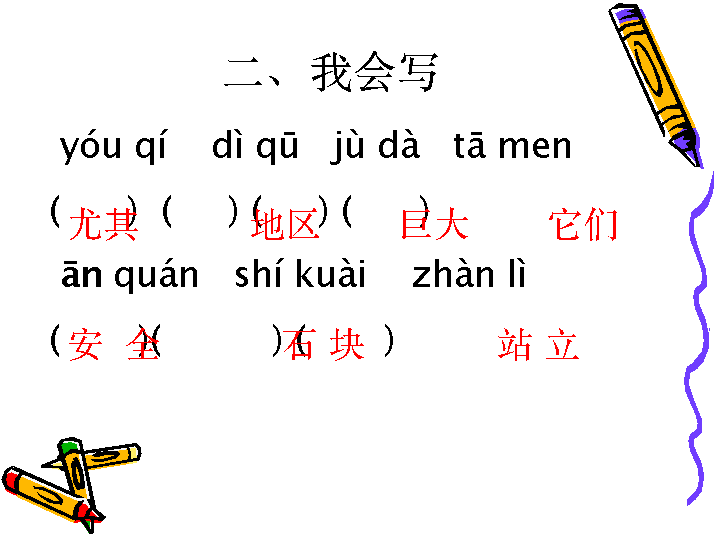 二、我会写
yóu qí dì qū jù dà tā men
( 尤其 ) ( ) ( 地区 ) ( 巨大 ) 它们
ān quán shí kuài zhàn lì
( 安 全 ) ( ) ( 石 块 ) 站 立